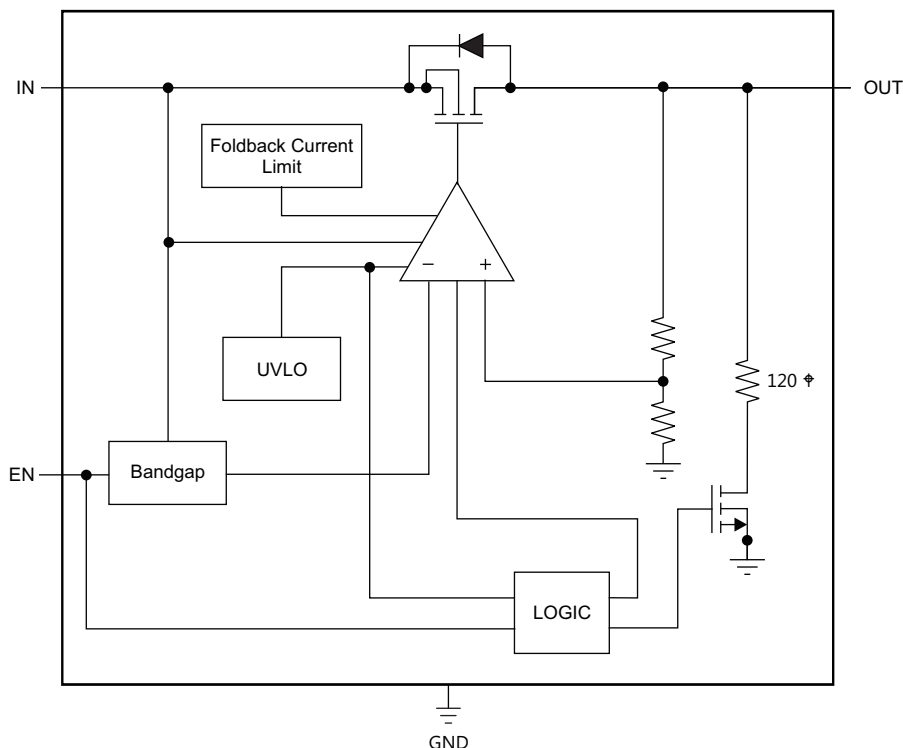 IN
OUT
Foldback Current
Limit
− +
UVLO
120 ⌽
EN
Bandgap
LOGIC
GND